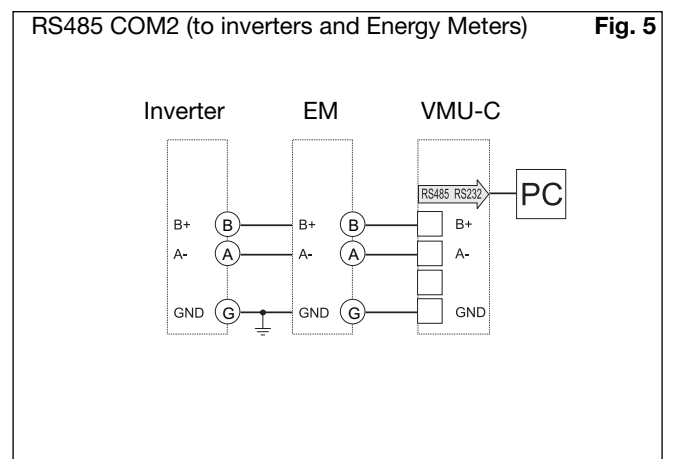 RS485 COM2 (to inverters and Energy Meters) Fig. 5
Inverter EM VMU-C
RS485 RS232 PC
B+ B B+ B B+
A- A A- A A-
GND G GND G GND